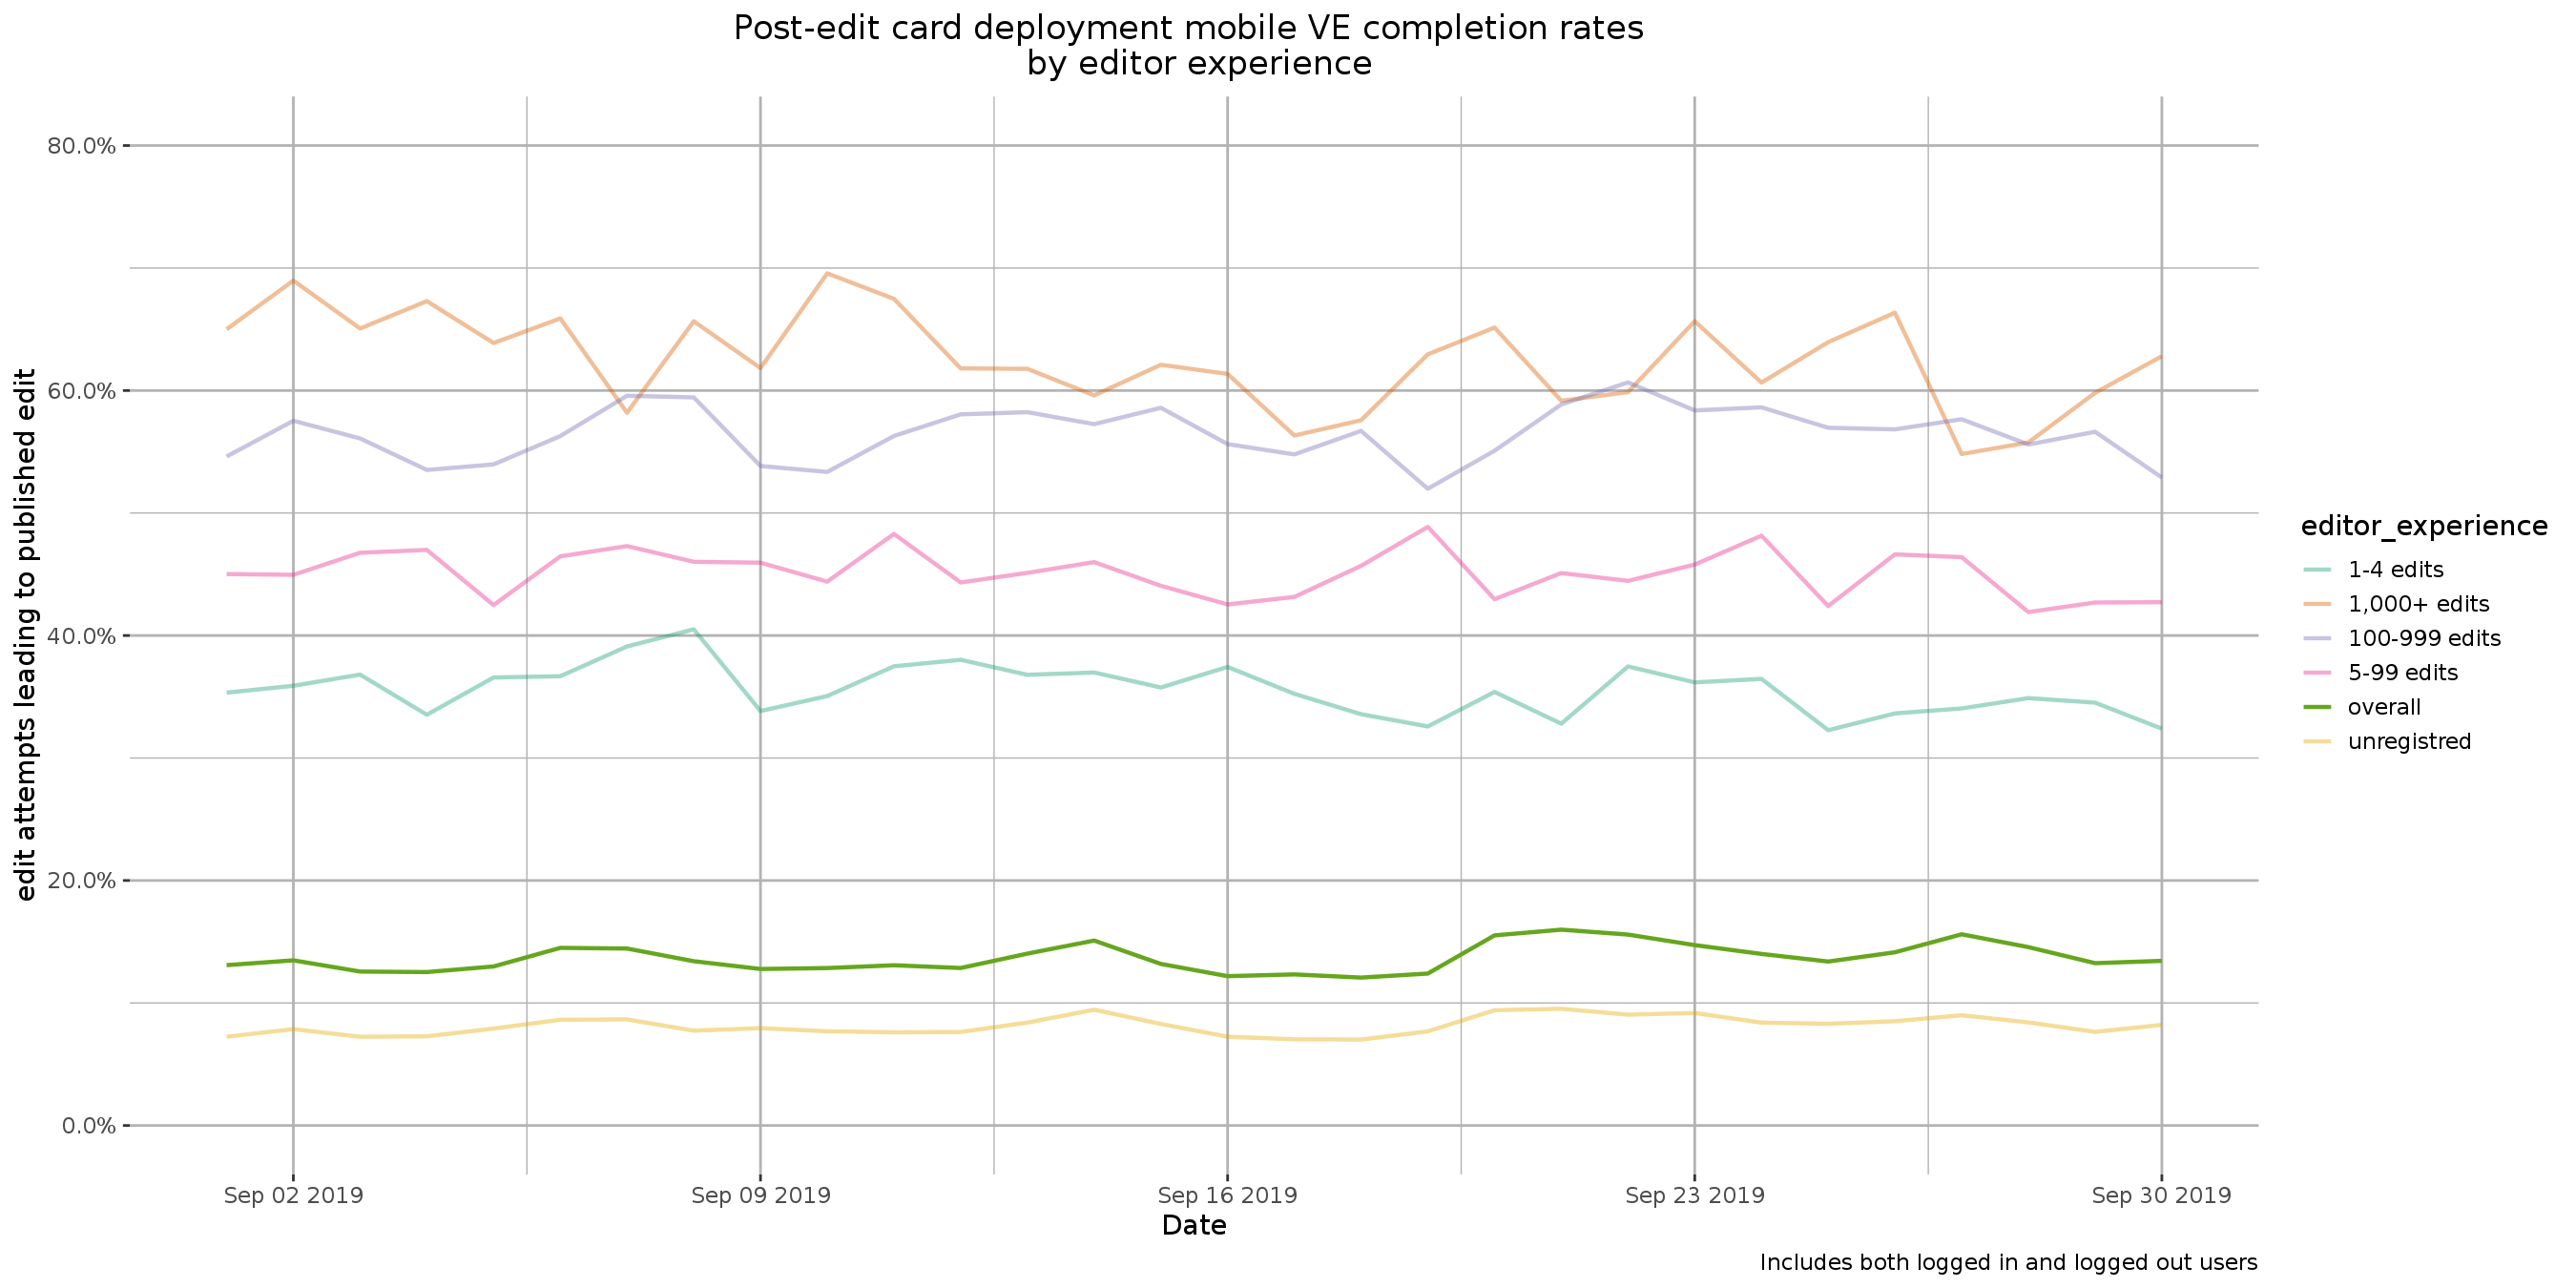 Post-edit card deployment mobile VE completion rates
by editor experience
edit attempts leading to published edit
80.0%
60.0%
40.0%
20.0%
0.0%
Sep 02 2019
Sep 09 2019
Sep 16 2019
Sep 23 2019
Sep 30 2019
Date
editor_experience
1-4 edits
1,000+ edits
100-999 edits
5-99 edits
overall
unregistred
Includes both logged in and logged out users